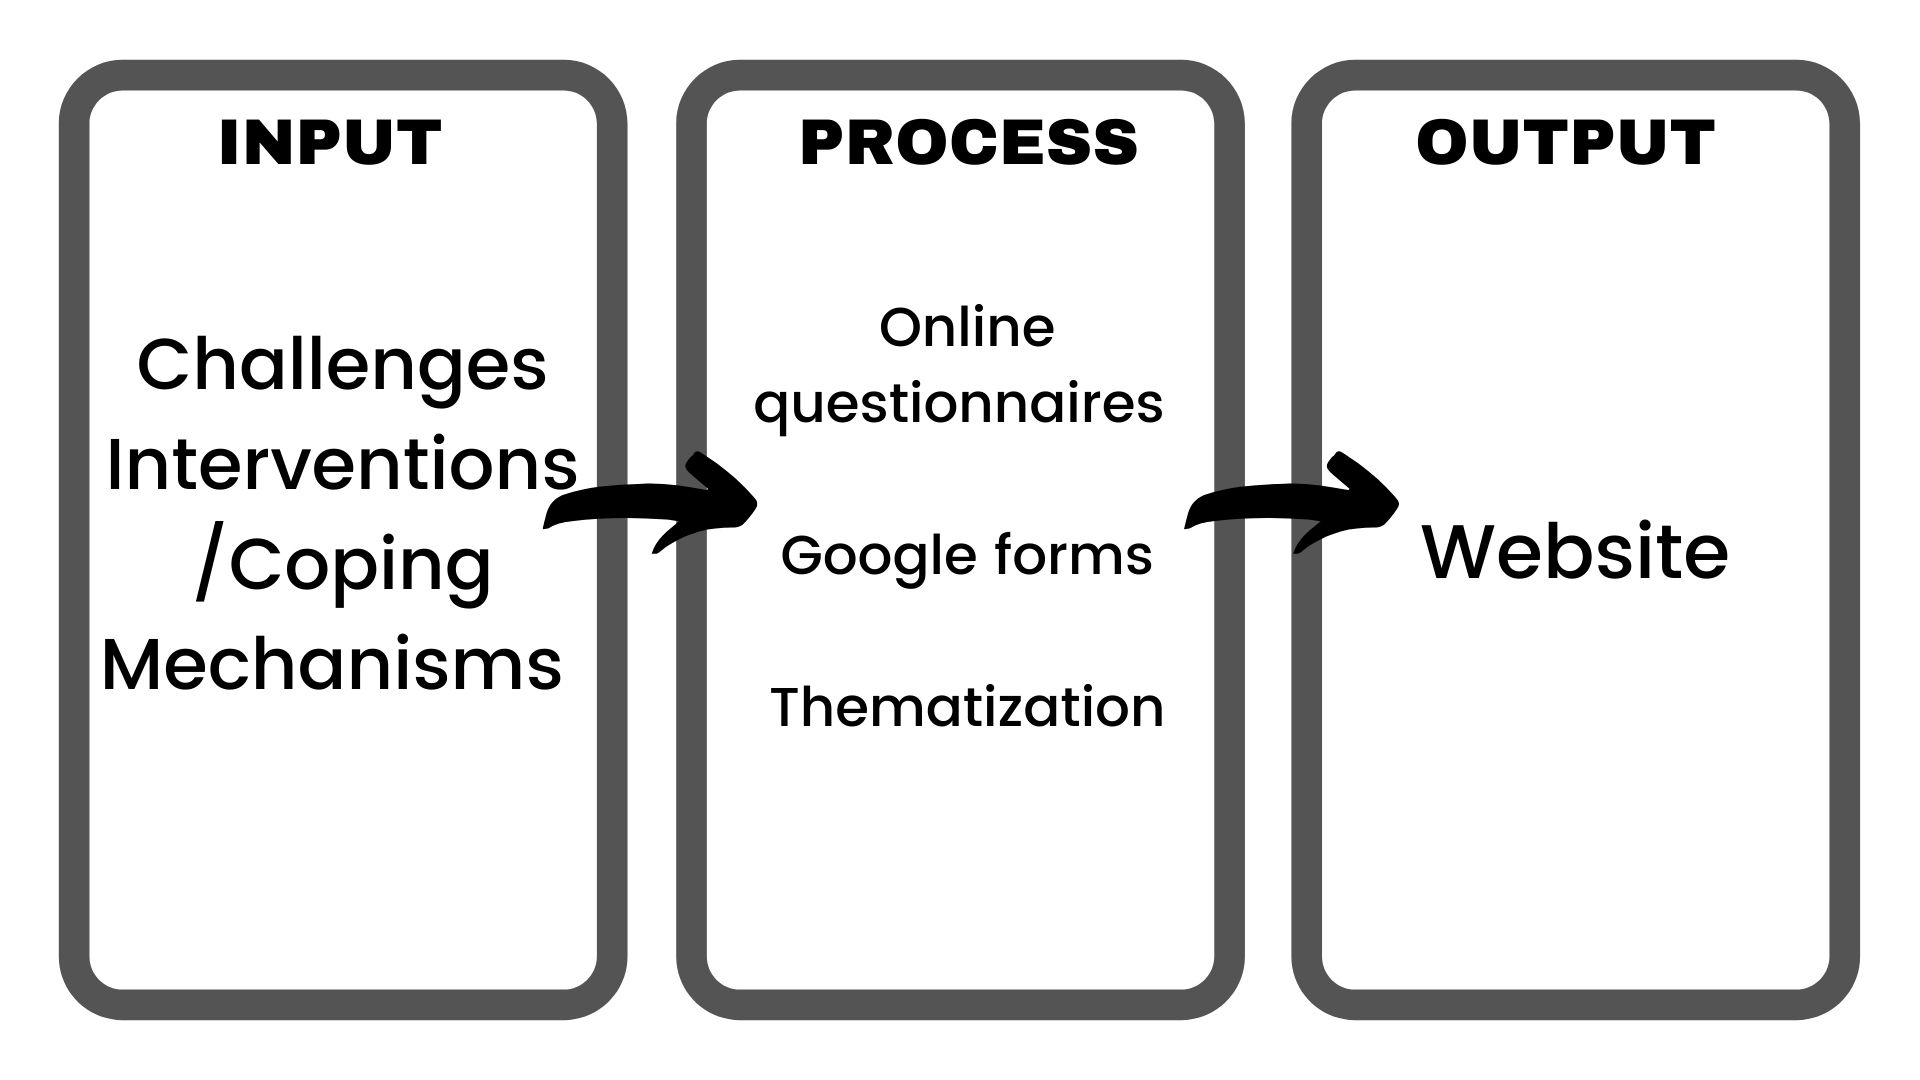 INPUT
Challenges
Interventions
/Coping
Mechanisms
PROCESS
Online
questionnaires
Google forms
Thematization
OUTPUT
Website